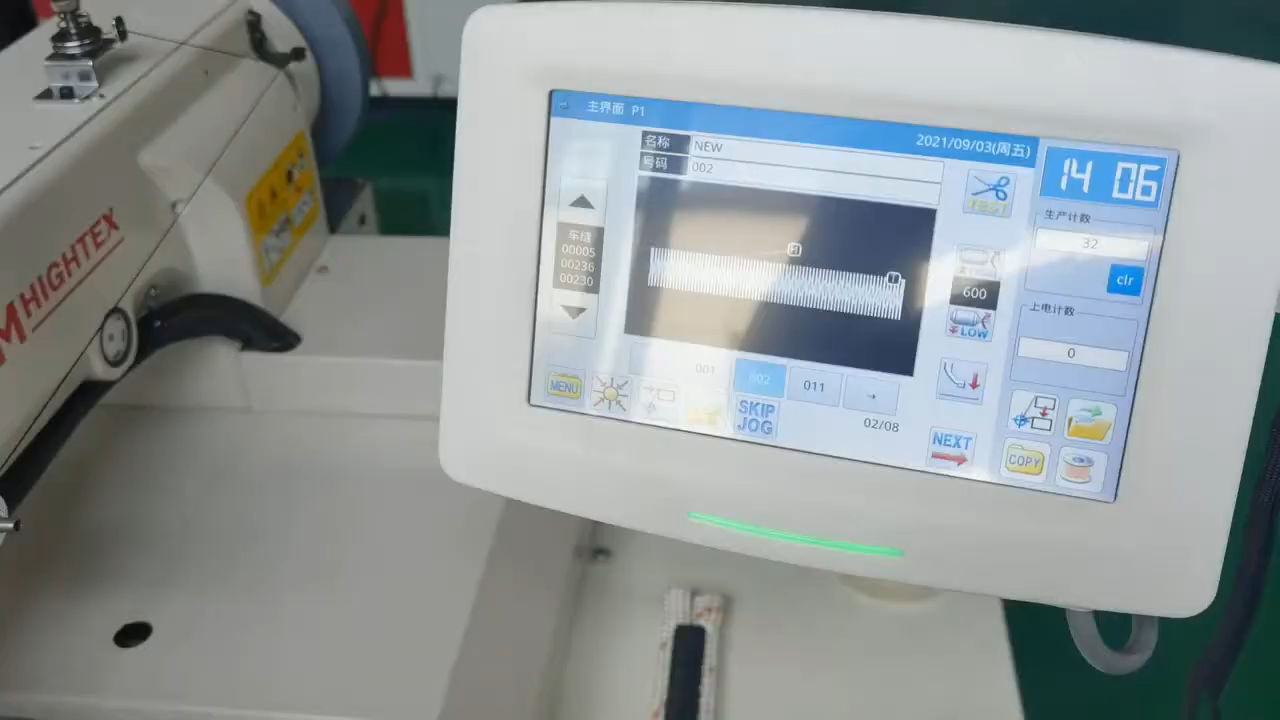 HIGHTEX
主界面 P1
2021/09/03(周五)
14 06
名称 NEW
号码 002
车缝
00005
00236
00230
生产计数
32
clr
600
LOW
上电计数
0
001 002 011
02/08
MENU
SKIP
JOG
NEXT
COPY